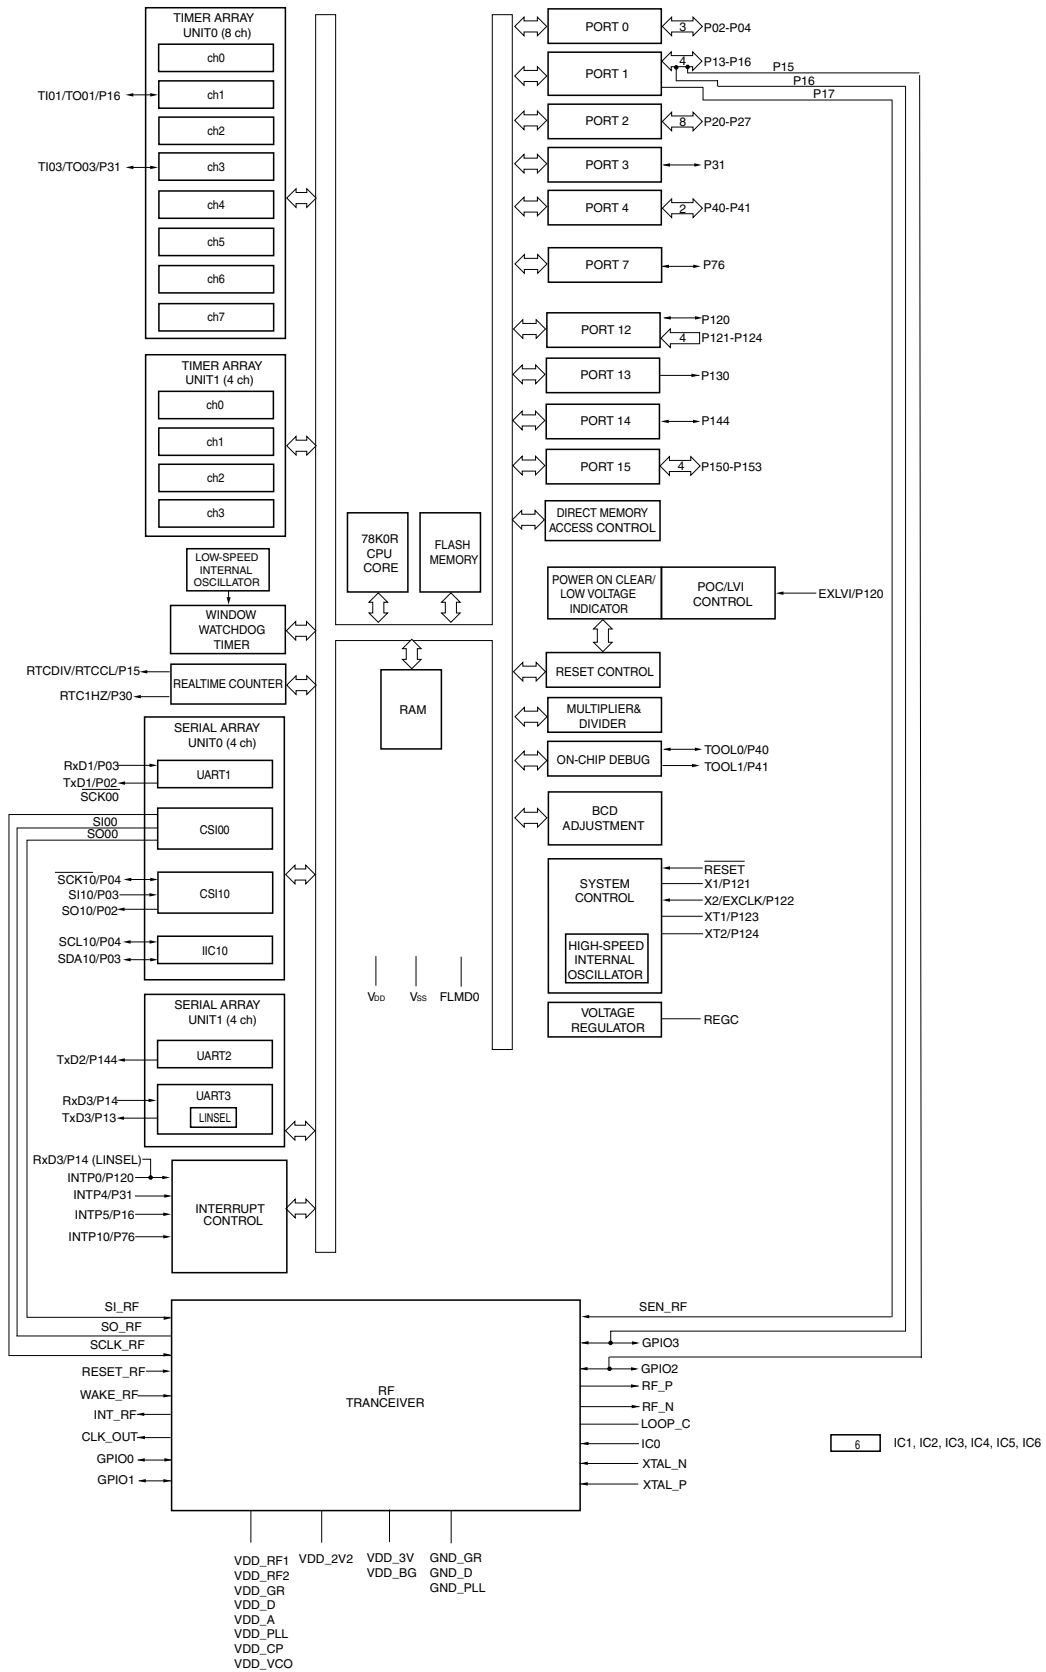 TIMER ARRAY
UNIT0 (8 ch)
ch0
TI01/TO01/P16
ch1
ch2
TI03/TO03/P31
ch3
ch4
ch5
ch6
ch7
TIMER ARRAY
UNIT1 (4 ch)
ch0
ch1
ch2
ch3
LOW-SPEED
INTERNAL
OSCILLATOR
WINDOW
WATCHDOG
TIMER
RTCDIV/RTCCL/P15
RTC1HZ/P30
REALTIME COUNTER
SERIAL ARRAY
UNIT0 (4 ch)
RxD1/P03
TxD1/P02
UART1
SCK00
SI00
SO00
CSI00
SCK10/P04
SI10/P03
SO10/P02
CSI10
SCL10/P04
SDA10/P03
IIC10
SERIAL ARRAY
UNIT1 (4 ch)
TxD2/P144
UART2
RxD3/P14
TxD3/P13
UART3
LINSEL
RxD3/P14 (LINSEL)
INTP0/P120
INTP4/P31
INTP5/P16
INTP10/P76
INTERRUPT
CONTROL
78K0R
CPU
CORE
FLASH
MEMORY
RAM
VDD
VSS
FLMD0
PORT 0
3
P02-P04
PORT 1
4
P13-P16
P15
P16
P17
PORT 2
8
P20-P27
PORT 3
P31
PORT 4
2
P40-P41
PORT 7
P76
PORT 12
P120
4
P121-P124
PORT 13
P130
PORT 14
P144
PORT 15
4
P150-P153
DIRECT MEMORY
ACCESS CONTROL
POWER ON CLEAR/
LOW VOLTAGE
INDICATOR
POC/LVI
CONTROL
EXLVI/P120
RESET CONTROL
MULTIPLIER&
DIVIDER
ON-CHIP DEBUG
TOOL0/P40
TOOL1/P41
BCD
ADJUSTMENT
SYSTEM
CONTROL
HIGH-SPEED
INTERNAL
OSCILLATOR
RESET
X1/P121
X2/EXCLK/P122
XT1/P123
XT2/P124
VOLTAGE
REGULATOR
REGC
SI_RF
SO_RF
SCLK_RF
RESET_RF
WAKE_RF
INT_RF
CLK_OUT
GPIO0
GPIO1
RF
TRANCEIVER
SEN_RF
GPIO3
GPIO2
RF_P
RF_N
LOOP_C
IC0
XTAL_N
XTAL_P
6
IC1, IC2, IC3, IC4, IC5, IC6
VDD_RF1
VDD_RF2
VDD_GR
VDD_D
VDD_A
VDD_PLL
VDD_CP
VDD_VCO
VDD_2V2
VDD_3V
VDD_BG
GND_GR
GND_D
GND_PLL